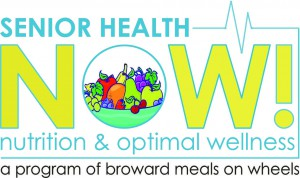 SENIOR HEALTH
NOW!
nutrition & optimal wellness
a program of broward meals on wheels